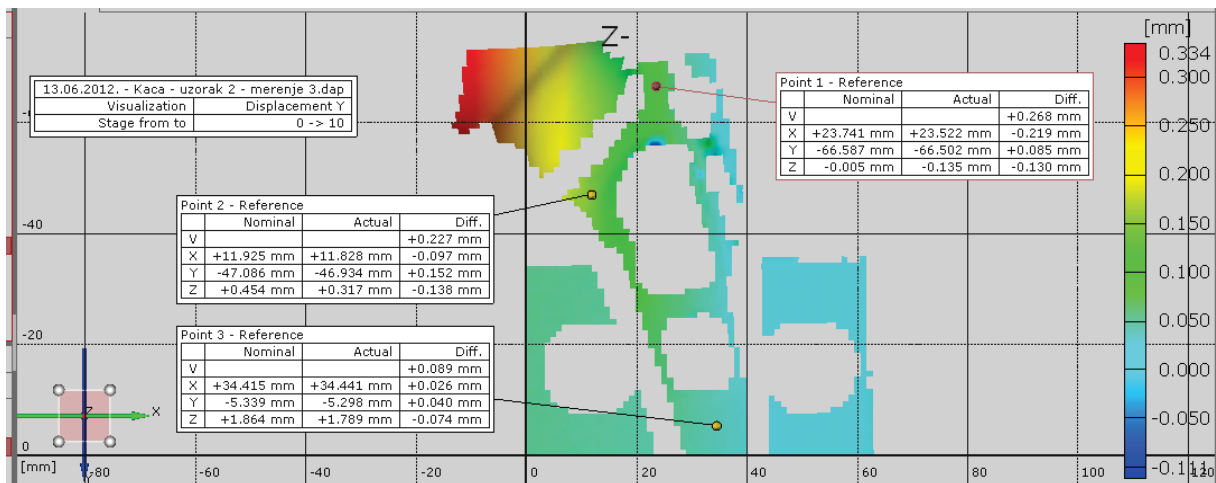 Z-
[mm]
0.334
0.300
0.250
0.200
0.150
0.100
0.050
0.000
-0.050
-0.111
13.06.2012. - Kaca - uzorak 2 - merenje 3.dap
Visualization Displacement Y
Stage from to 0 -> 10
Point 1 - Reference
Nominal Actual Diff.
V +0.268 mm
X +23.741 mm +23.522 mm -0.219 mm
Y -66.587 mm -66.502 mm +0.085 mm
Z -0.005 mm -0.135 mm -0.130 mm
Point 2 - Reference
Nominal Actual Diff.
V +0.227 mm
X +11.925 mm +11.828 mm -0.097 mm
Y -47.086 mm -46.934 mm +0.152 mm
Z +0.454 mm +0.317 mm -0.138 mm
Point 3 - Reference
Nominal Actual Diff.
V +0.089 mm
X +34.415 mm +34.441 mm +0.026 mm
Y -5.339 mm -5.298 mm +0.040 mm
Z +1.864 mm +1.789 mm -0.074 mm
-40
-20
0
Z X
Y
[mm] -80 -60 -40 -20 0 20 40 60 80 100 120